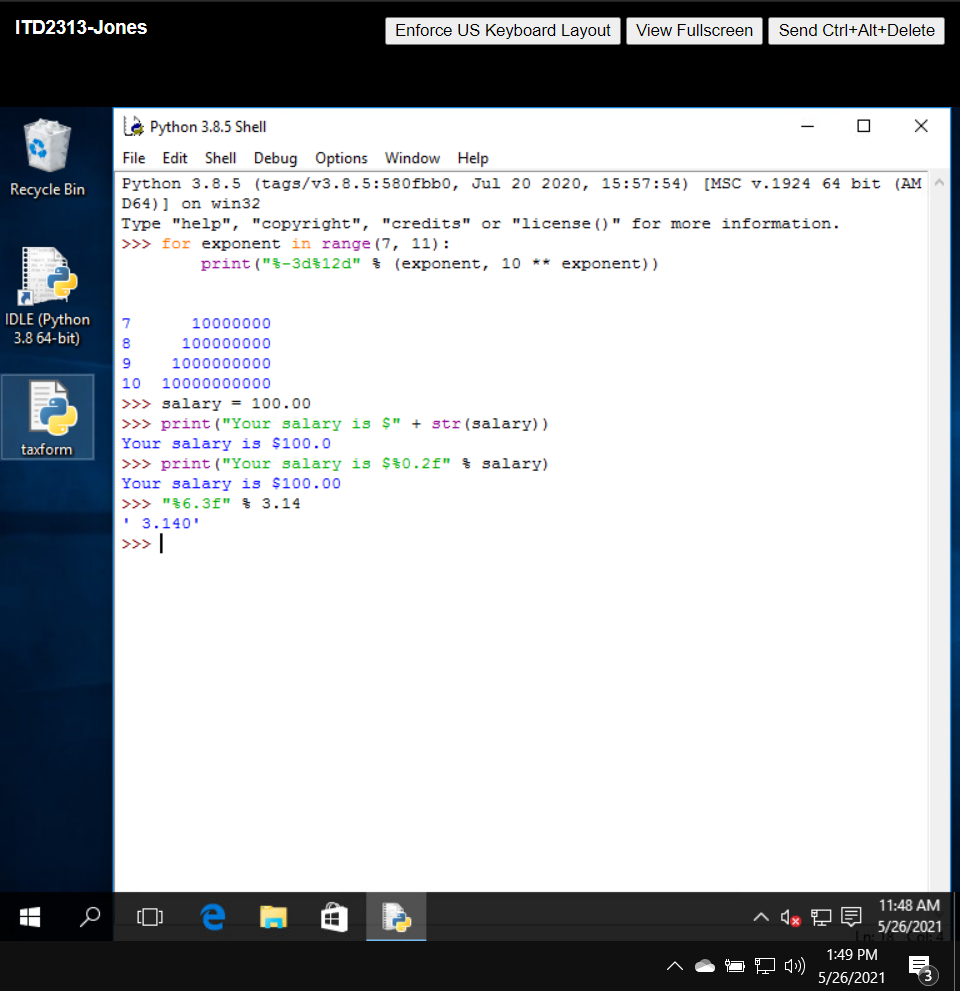 ITD2313-Jones
Enforce US Keyboard Layout
View Fullscreen
Send Ctrl+Alt+Delete
Recycle Bin
IDLE (Python
3.8 64-bit)
taxform
Python 3.8.5 Shell
File Edit Shell Debug Options Window Help
Python 3.8.5 (tags/v3.8.5:580fbb0, Jul 20 2020, 15:57:54) [MSC v.1924 64 bit (AM
D64)] on win32
Type "help", "copyright", "credits" or "license()" for more information.
>>> for exponent in range(7, 11):
        print("%-3d%12d" % (exponent, 10 ** exponent))
7      10000000
8     100000000
9    1000000000
10  10000000000
>>> salary = 100.00
>>> print("Your salary is $" + str(salary))
Your salary is $100.0
>>> print("Your salary is $%0.2f" % salary)
Your salary is $100.00
>>> "%6.3f" % 3.14
' 3.140'
>>>
11:48 AM
5/26/2021
1:49 PM
5/26/2021
3